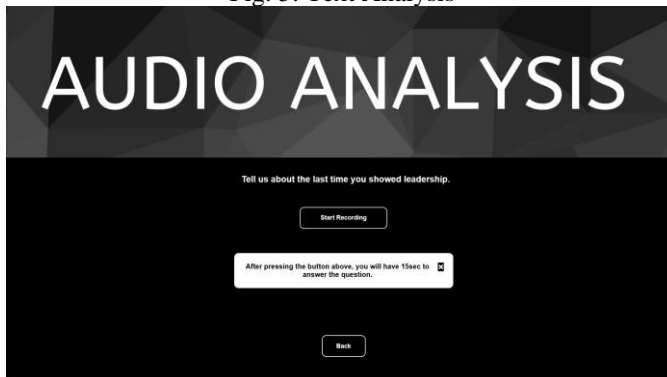 Fig. 3. Text Analysis
AUDIO ANALYSIS
Tell us about the last time you showed leadership.
Start Recording
After pressing the button above, you will have 15sec to
answer the question.
Back